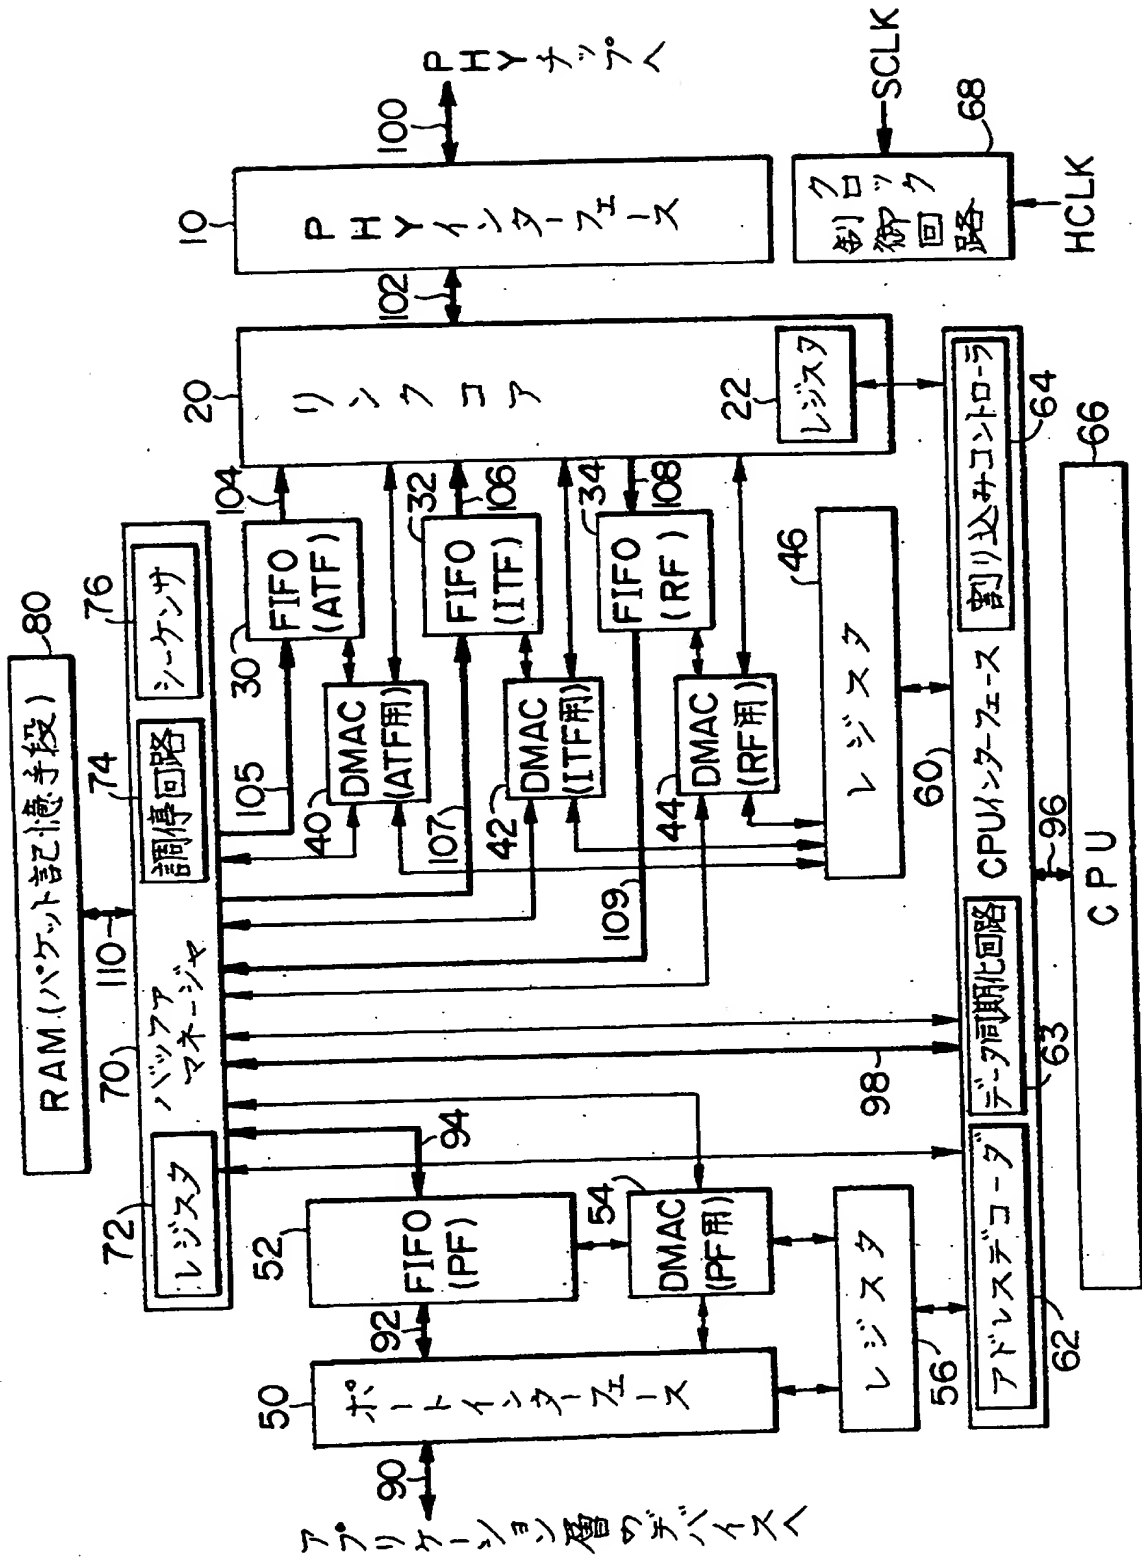 RAM(パケット記憶手段)
80
110
70
バッファ
マネージャ
72
レジスタ
74
調停回路
76
シーケンサ
アプリケーション層のデバイスへ
90
50
ポートインターフェース
92
52
FIFO
(PF)
94
54
DMAC
(PF用)
レジスタ
56
105
30
FIFO
(ATF)
104
40
DMAC
(ATF用)
107
32
FIFO
(ITF)
106
42
DMAC
(ITF用)
109
34
FIFO
(RF)
108
44
DMAC
(RF用)
レジスタ
46
20
リンクコア
22
レジスタ
102
10
PHYインターフェース
100
PHYチップへ
クロック
制御回路
68
SCLK
HCLK
98
60
CPUインターフェース
アドレスデコーダ
62
データ同期化回路
63
割り込みコントローラ
64
96
CPU
66